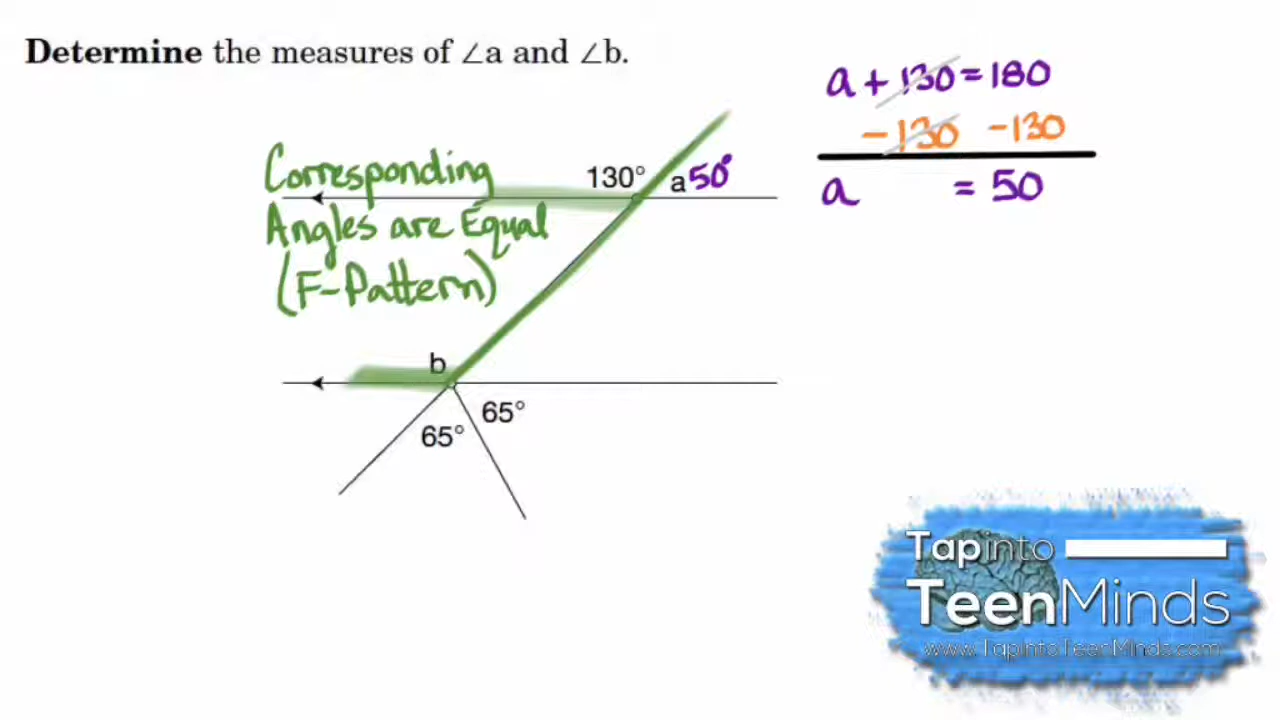 Determine the measures of ∠a and ∠b.
a + 130 = 180
-130 -130
a = 50
Corresponding
Angles are Equal
(F-Pattern)
130° a 50°
b
65°
65°
Tap into
TeenMinds
www.TapIntoTeenMinds.com